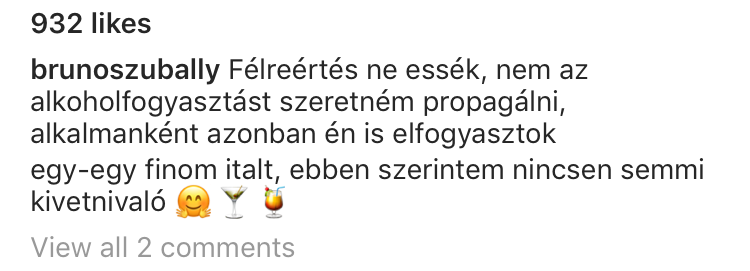 932 likes
brunoszubally Félreértés ne essék, nem az
alkoholfogyasztást szeretném propagálni,
alkalmanként azonban én is elfogyasztok
egy-egy finom italt, ebben szerintem nincsen semmi
kivetnivaló 🤗🍸🍹
View all 2 comments